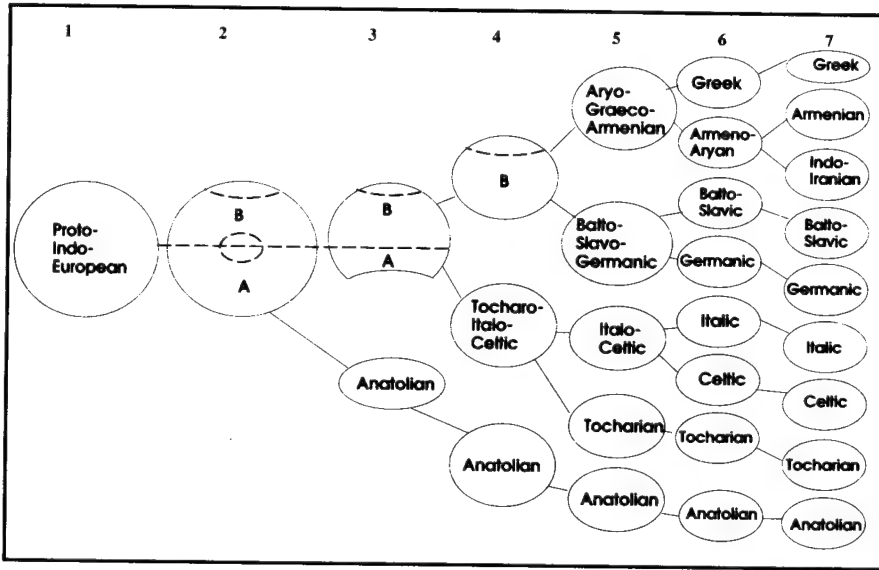 1 2 3 4 5 6 7
Proto-
Indo-
European
B
A
B
A
Anatolian
B
Tocharo-
Italo-
Celtic
Anatolian
Aryo-
Graeco-
Armenian
Balto-
Slavo-
Germanic
Italo-
Celtic
Tocharian
Anatolian
Greek
Armeno-
Aryan
Balto-
Slavic
Germanic
Italic
Celtic
Tocharian
Anatolian
Greek
Armenian
Indo-
Iranian
Balto-
Slavic
Germanic
Italic
Celtic
Tocharian
Anatolian